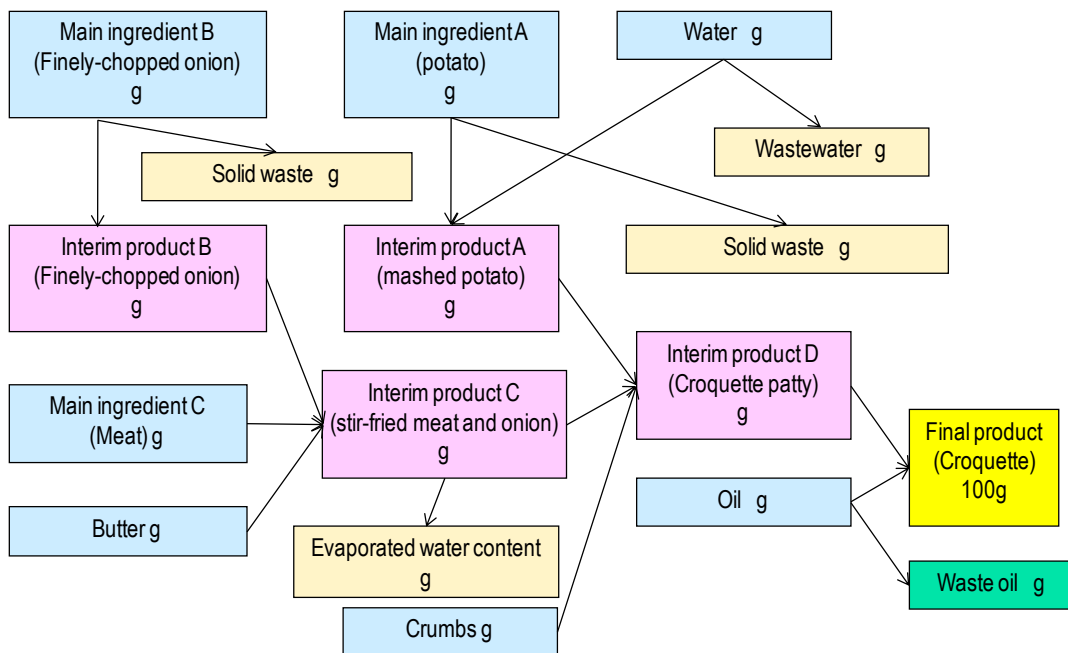 Main ingredient B
(Finely-chopped onion)
g
Main ingredient A
(potato)
g
Water g
Wastewater g
Solid waste g
Solid waste g
Interim product B
(Finely-chopped onion)
g
Interim product A
(mashed potato)
g
Interim product D
(Croquette patty)
g
Main ingredient C
(Meat) g
Interim product C
(stir-fried meat and onion)
g
Final product
(Croquette)
100g
Butter g
Oil g
Evaporated water content
g
Waste oil g
Crumbs g